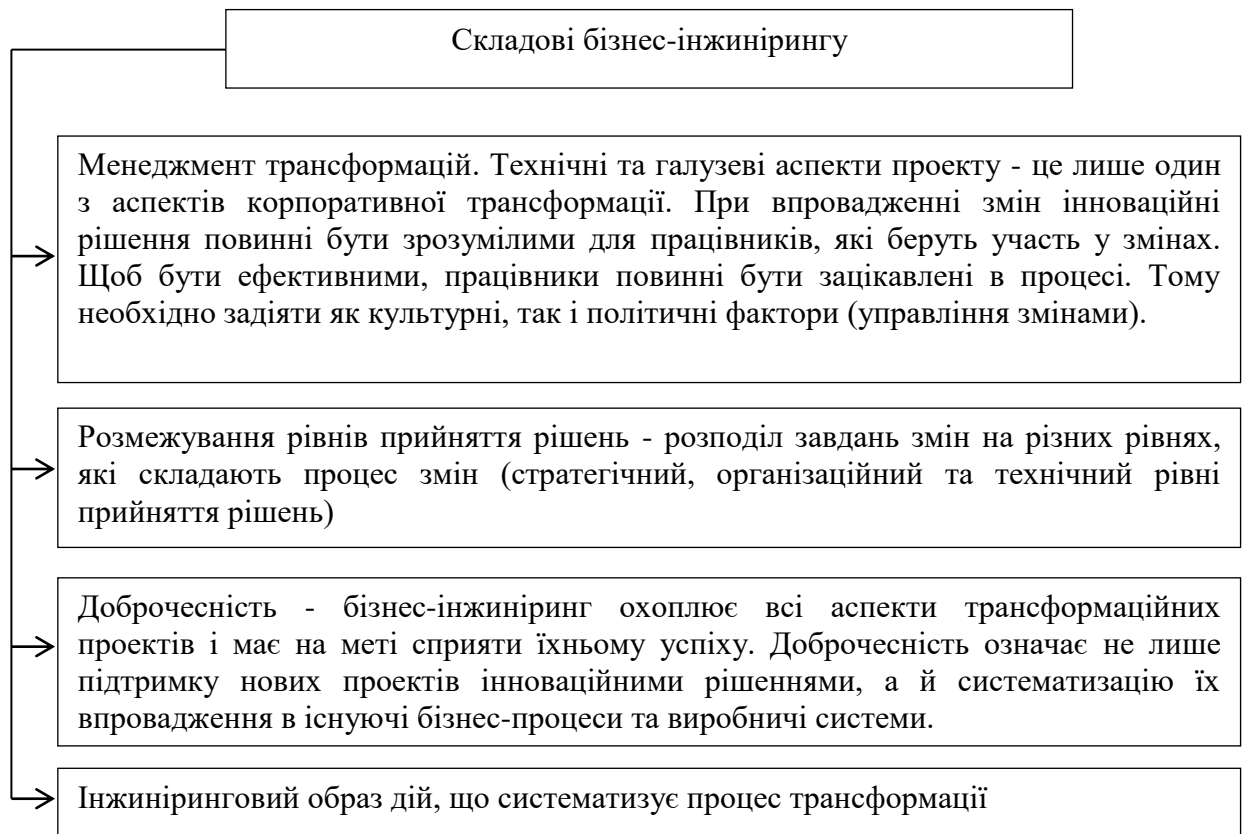 Складові бізнес-інжинірингу
Менеджмент трансформацій. Технічні та галузеві аспекти проекту - це лише один
з аспектів корпоративної трансформації. При впровадженні змін інноваційні
рішення повинні бути зрозумілими для працівників, які беруть участь у змінах.
Щоб бути ефективними, працівники повинні бути зацікавлені в процесі. Тому
необхідно задіяти як культурні, так і політичні фактори (управління змінами).
Розмежування рівнів прийняття рішень - розподіл завдань змін на різних рівнях,
які складають процес змін (стратегічний, організаційний та технічний рівні
прийняття рішень)
Доброчесність - бізнес-інжиніринг охоплює всі аспекти трансформаційних
проектів і має на меті сприяти їхньому успіху. Доброчесність означає не лише
підтримку нових проектів інноваційними рішеннями, а й систематизацію їх
впровадження в існуючі бізнес-процеси та виробничі системи.
Інжиніринговий образ дій, що систематизує процес трансформації